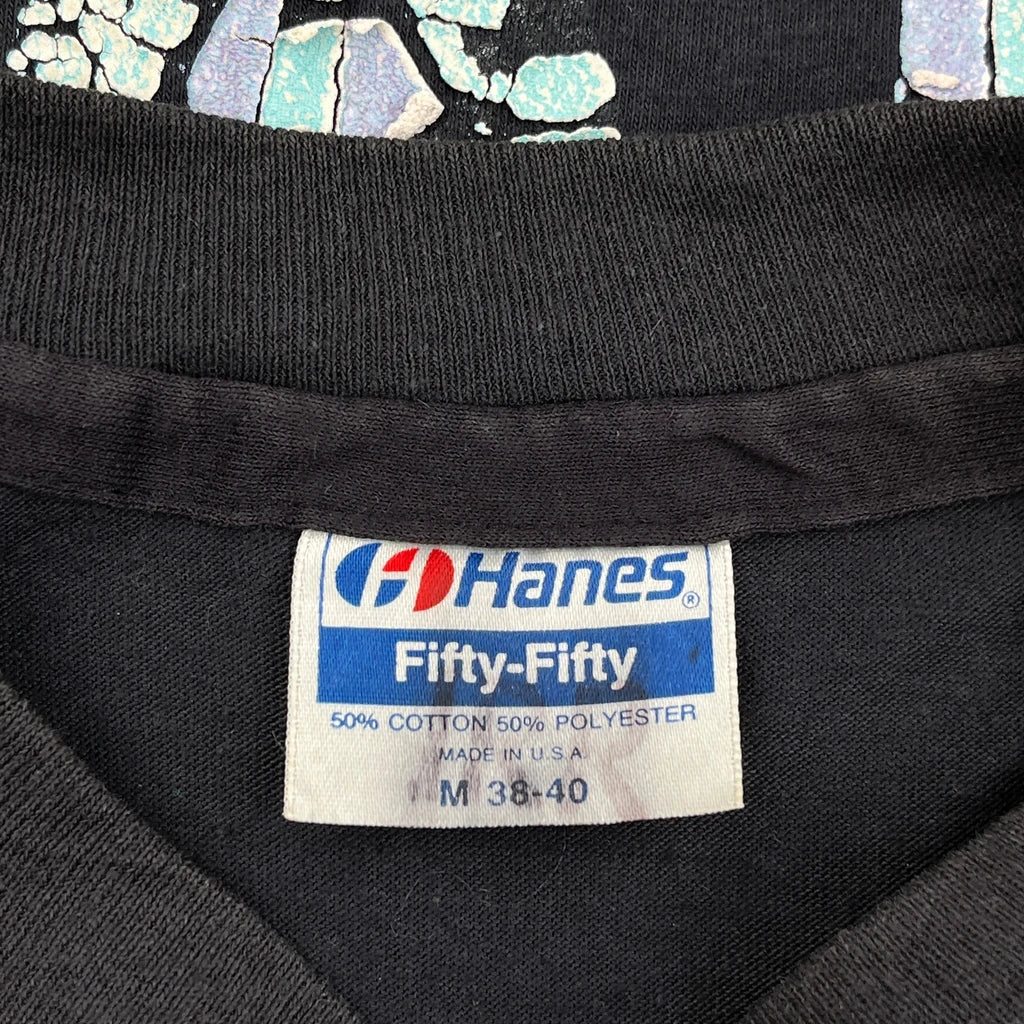 Hanes®
Fifty-Fifty
50% COTTON 50% POLYESTER
MADE IN U.S.A.
M 38-40